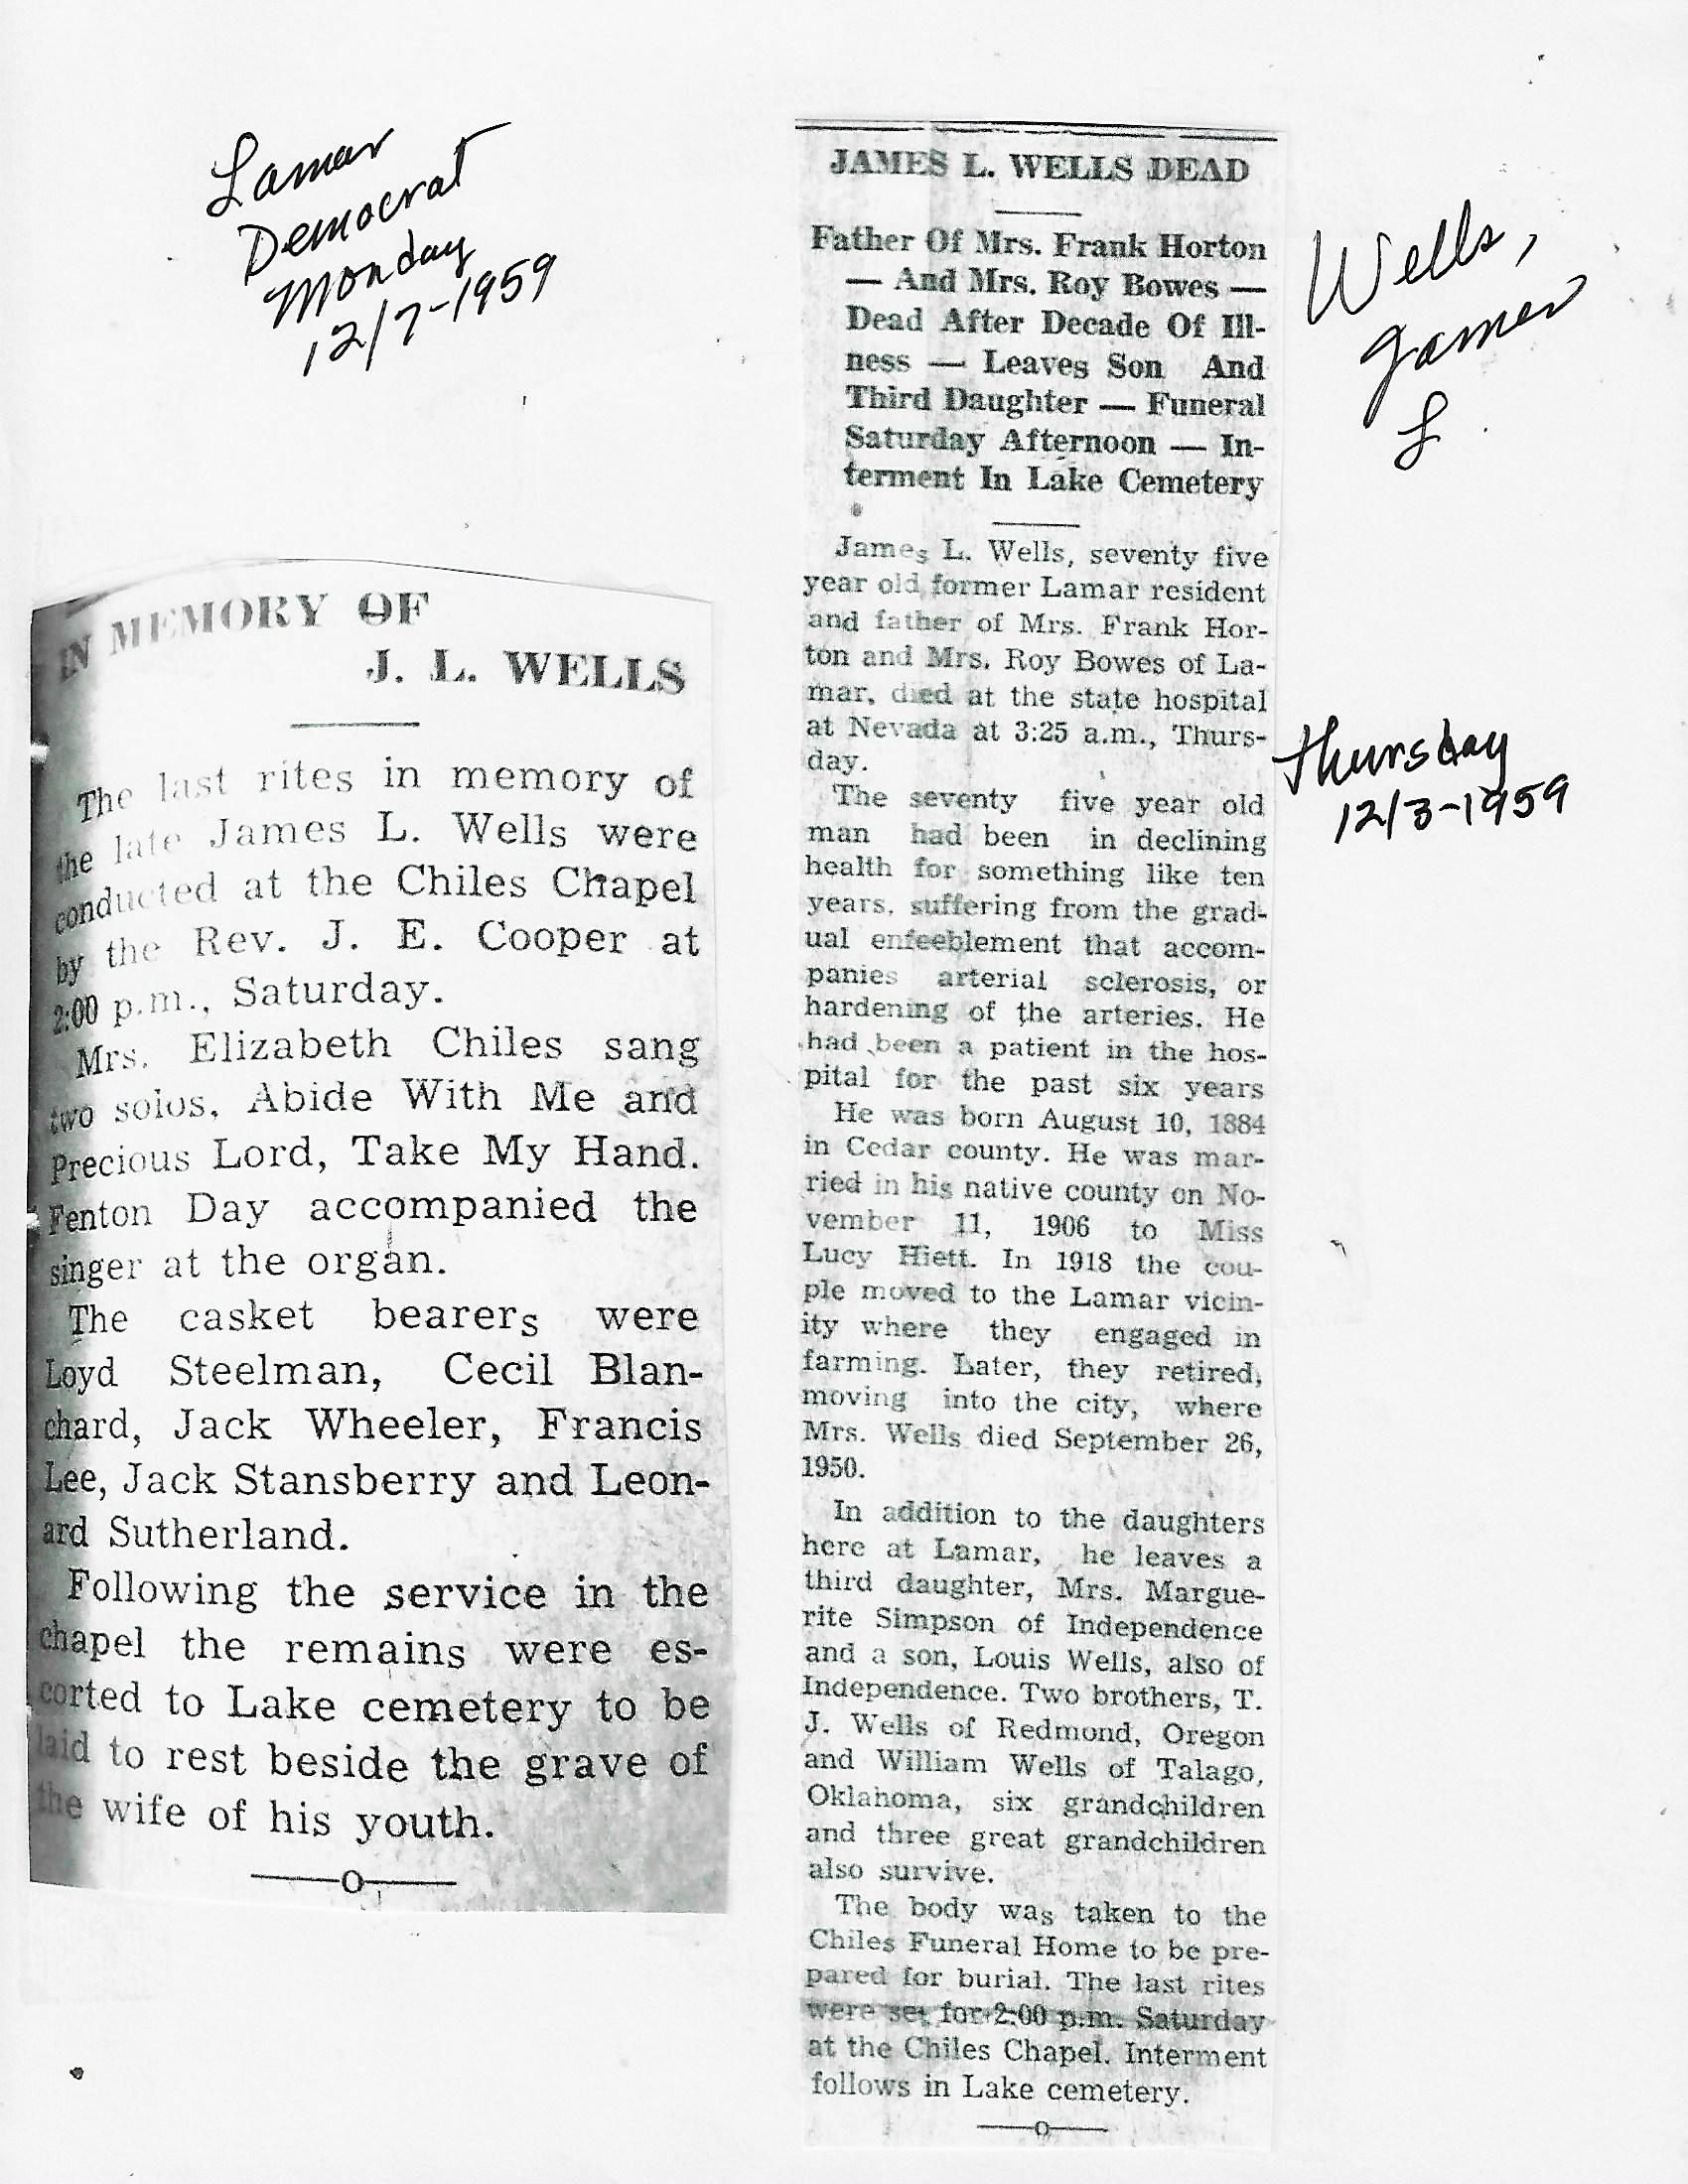 Lamar
Democrat
Monday
12/7-1959
IN MEMORY OF
J. L. WELLS
The last rites in memory of
the late James L. Wells were
conducted at the Chiles Chapel
by the Rev. J. E. Cooper at
2:00 p.m., Saturday.
Mrs. Elizabeth Chiles sang
two solos, Abide With Me and
Precious Lord, Take My Hand.
Fenton Day accompanied the
singer at the organ.
The casket bearers were
Loyd Steelman, Cecil Blan-
chard, Jack Wheeler, Francis
Lee, Jack Stansberry and Leon-
ard Sutherland.
Following the service in the
chapel the remains were es-
corted to Lake cemetery to be
laid to rest beside the grave of
the wife of his youth.
JAMES L. WELLS DEAD
Father Of Mrs. Frank Horton
— And Mrs. Roy Bowes —
Dead After Decade Of Ill-
ness — Leaves Son And
Third Daughter — Funeral
Saturday Afternoon — In-
terment In Lake Cemetery
James L. Wells, seventy five
year old former Lamar resident
and father of Mrs. Frank Hor-
ton and Mrs. Roy Bowes of La-
mar, died at the state hospital
at Nevada at 3:25 a.m., Thurs-
day.
The seventy five year old
man had been in declining
health for something like ten
years, suffering from the grad-
ual enfeeblement that accom-
panies arterial sclerosis, or
hardening of the arteries. He
had been a patient in the hos-
pital for the past six years
He was born August 10, 1884
in Cedar county. He was mar-
ried in his native county on No-
vember 11, 1906 to Miss
Lucy Hiett. In 1918 the cou-
ple moved to the Lamar vicin-
ity where they engaged in
farming. Later, they retired,
moving into the city, where
Mrs. Wells died September 26,
1950.
In addition to the daughters
here at Lamar, he leaves a
third daughter, Mrs. Margue-
rite Simpson of Independence
and a son, Louis Wells, also of
Independence. Two brothers, T.
J. Wells of Redmond, Oregon
and William Wells of Talago,
Oklahoma, six grandchildren
and three great grandchildren
also survive.
The body was taken to the
Chiles Funeral Home to be pre-
pared for burial. The last rites
were set for 2:00 p.m. Saturday
at the Chiles Chapel. Interment
follows in Lake cemetery.
Wells,
James
L.
Thursday
12/3-1959